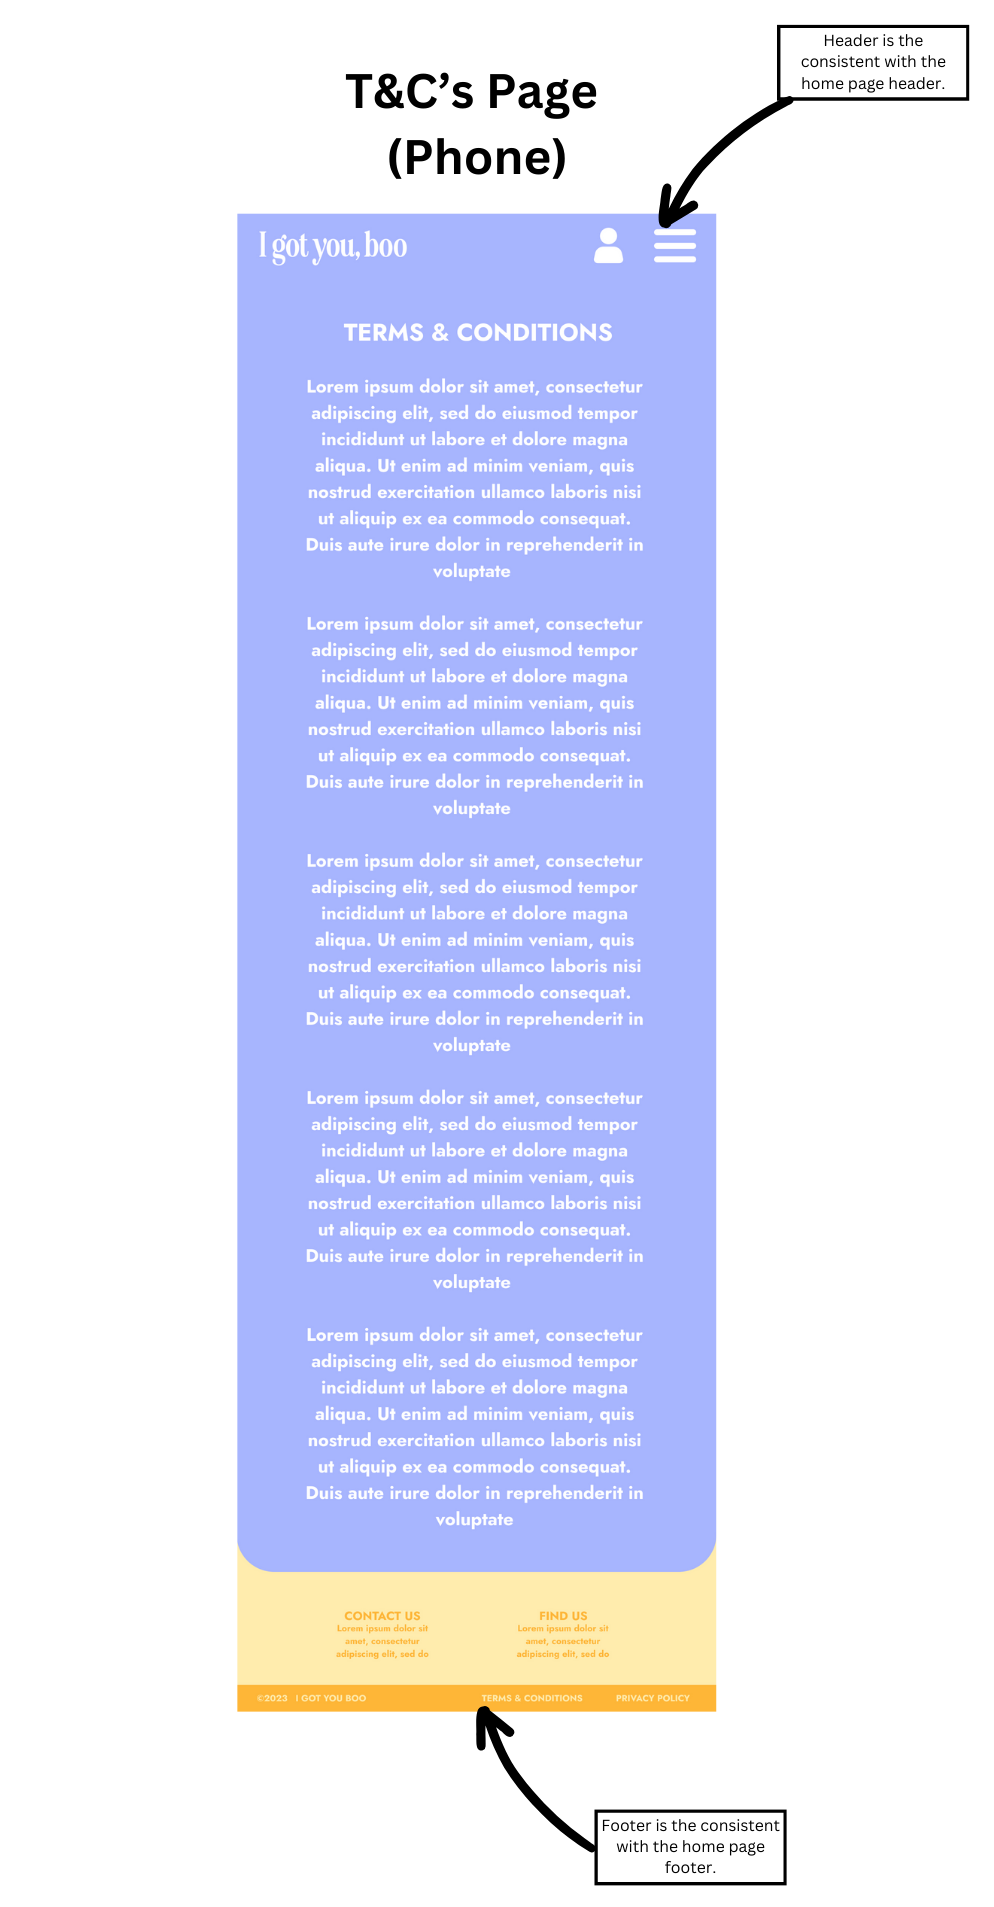 Header is the
consistent with the
home page header.
T&C's Page
(Phone)
I got you, boo
TERMS & CONDITIONS
Lorem ipsum dolor sit amet, consectetur
adipiscing elit, sed do eiusmod tempor
incididunt ut labore et dolore magna
aliqua. Ut enim ad minim veniam, quis
nostrud exercitation ullamco laboris nisi
ut aliquip ex ea commodo consequat.
Duis aute irure dolor in reprehenderit in
voluptate
Lorem ipsum dolor sit amet, consectetur
adipiscing elit, sed do eiusmod tempor
incididunt ut labore et dolore magna
aliqua. Ut enim ad minim veniam, quis
nostrud exercitation ullamco laboris nisi
ut aliquip ex ea commodo consequat.
Duis aute irure dolor in reprehenderit in
voluptate
Lorem ipsum dolor sit amet, consectetur
adipiscing elit, sed do eiusmod tempor
incididunt ut labore et dolore magna
aliqua. Ut enim ad minim veniam, quis
nostrud exercitation ullamco laboris nisi
ut aliquip ex ea commodo consequat.
Duis aute irure dolor in reprehenderit in
voluptate
Lorem ipsum dolor sit amet, consectetur
adipiscing elit, sed do eiusmod tempor
incididunt ut labore et dolore magna
aliqua. Ut enim ad minim veniam, quis
nostrud exercitation ullamco laboris nisi
ut aliquip ex ea commodo consequat.
Duis aute irure dolor in reprehenderit in
voluptate
Lorem ipsum dolor sit amet, consectetur
adipiscing elit, sed do eiusmod tempor
incididunt ut labore et dolore magna
aliqua. Ut enim ad minim veniam, quis
nostrud exercitation ullamco laboris nisi
ut aliquip ex ea commodo consequat.
Duis aute irure dolor in reprehenderit in
voluptate
CONTACT US
Lorem ipsum dolor sit
amet, consectetur
adipiscing elit, sed do
FIND US
Lorem ipsum dolor sit
amet, consectetur
adipiscing elit, sed do
©2023 I GOT YOU BOO
TERMS & CONDITIONS
PRIVACY POLICY
Footer is the consistent
with the home page
footer.